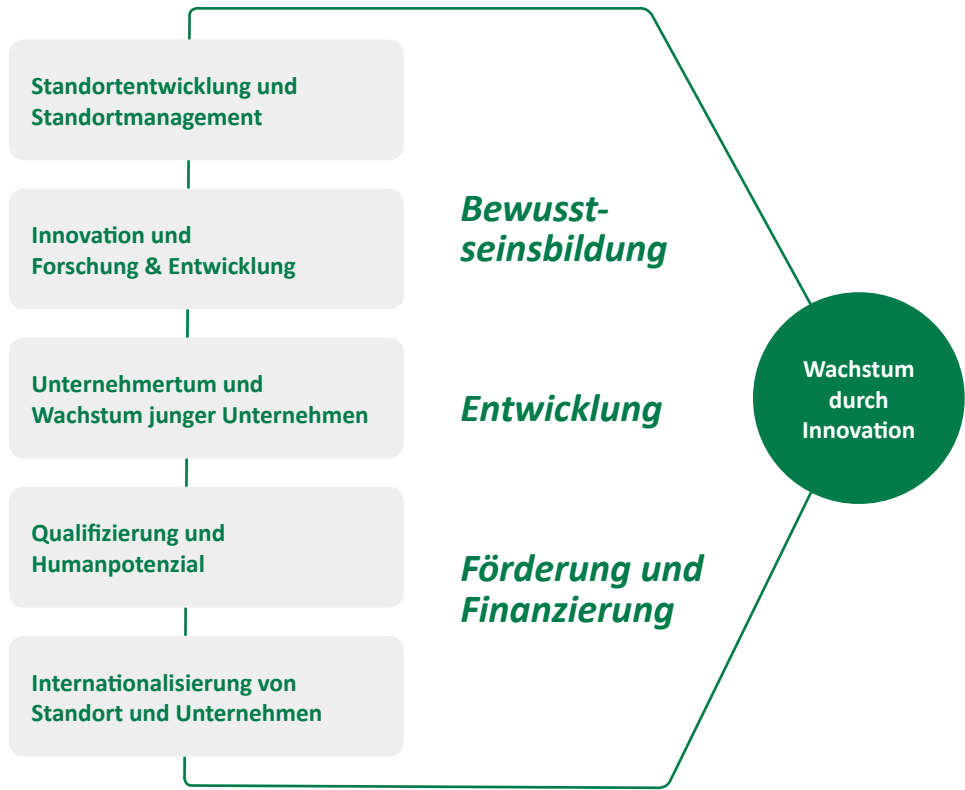 Standortentwicklung und
Standortmanagement
Innovation und
Forschung & Entwicklung
Unternehmertum und
Wachstum junger Unternehmen
Qualifizierung und
Humanpotenzial
Internationalisierung von
Standort und Unternehmen
Bewusst-
seinsbildung
Entwicklung
Förderung und
Finanzierung
Wachstum
durch
Innovation